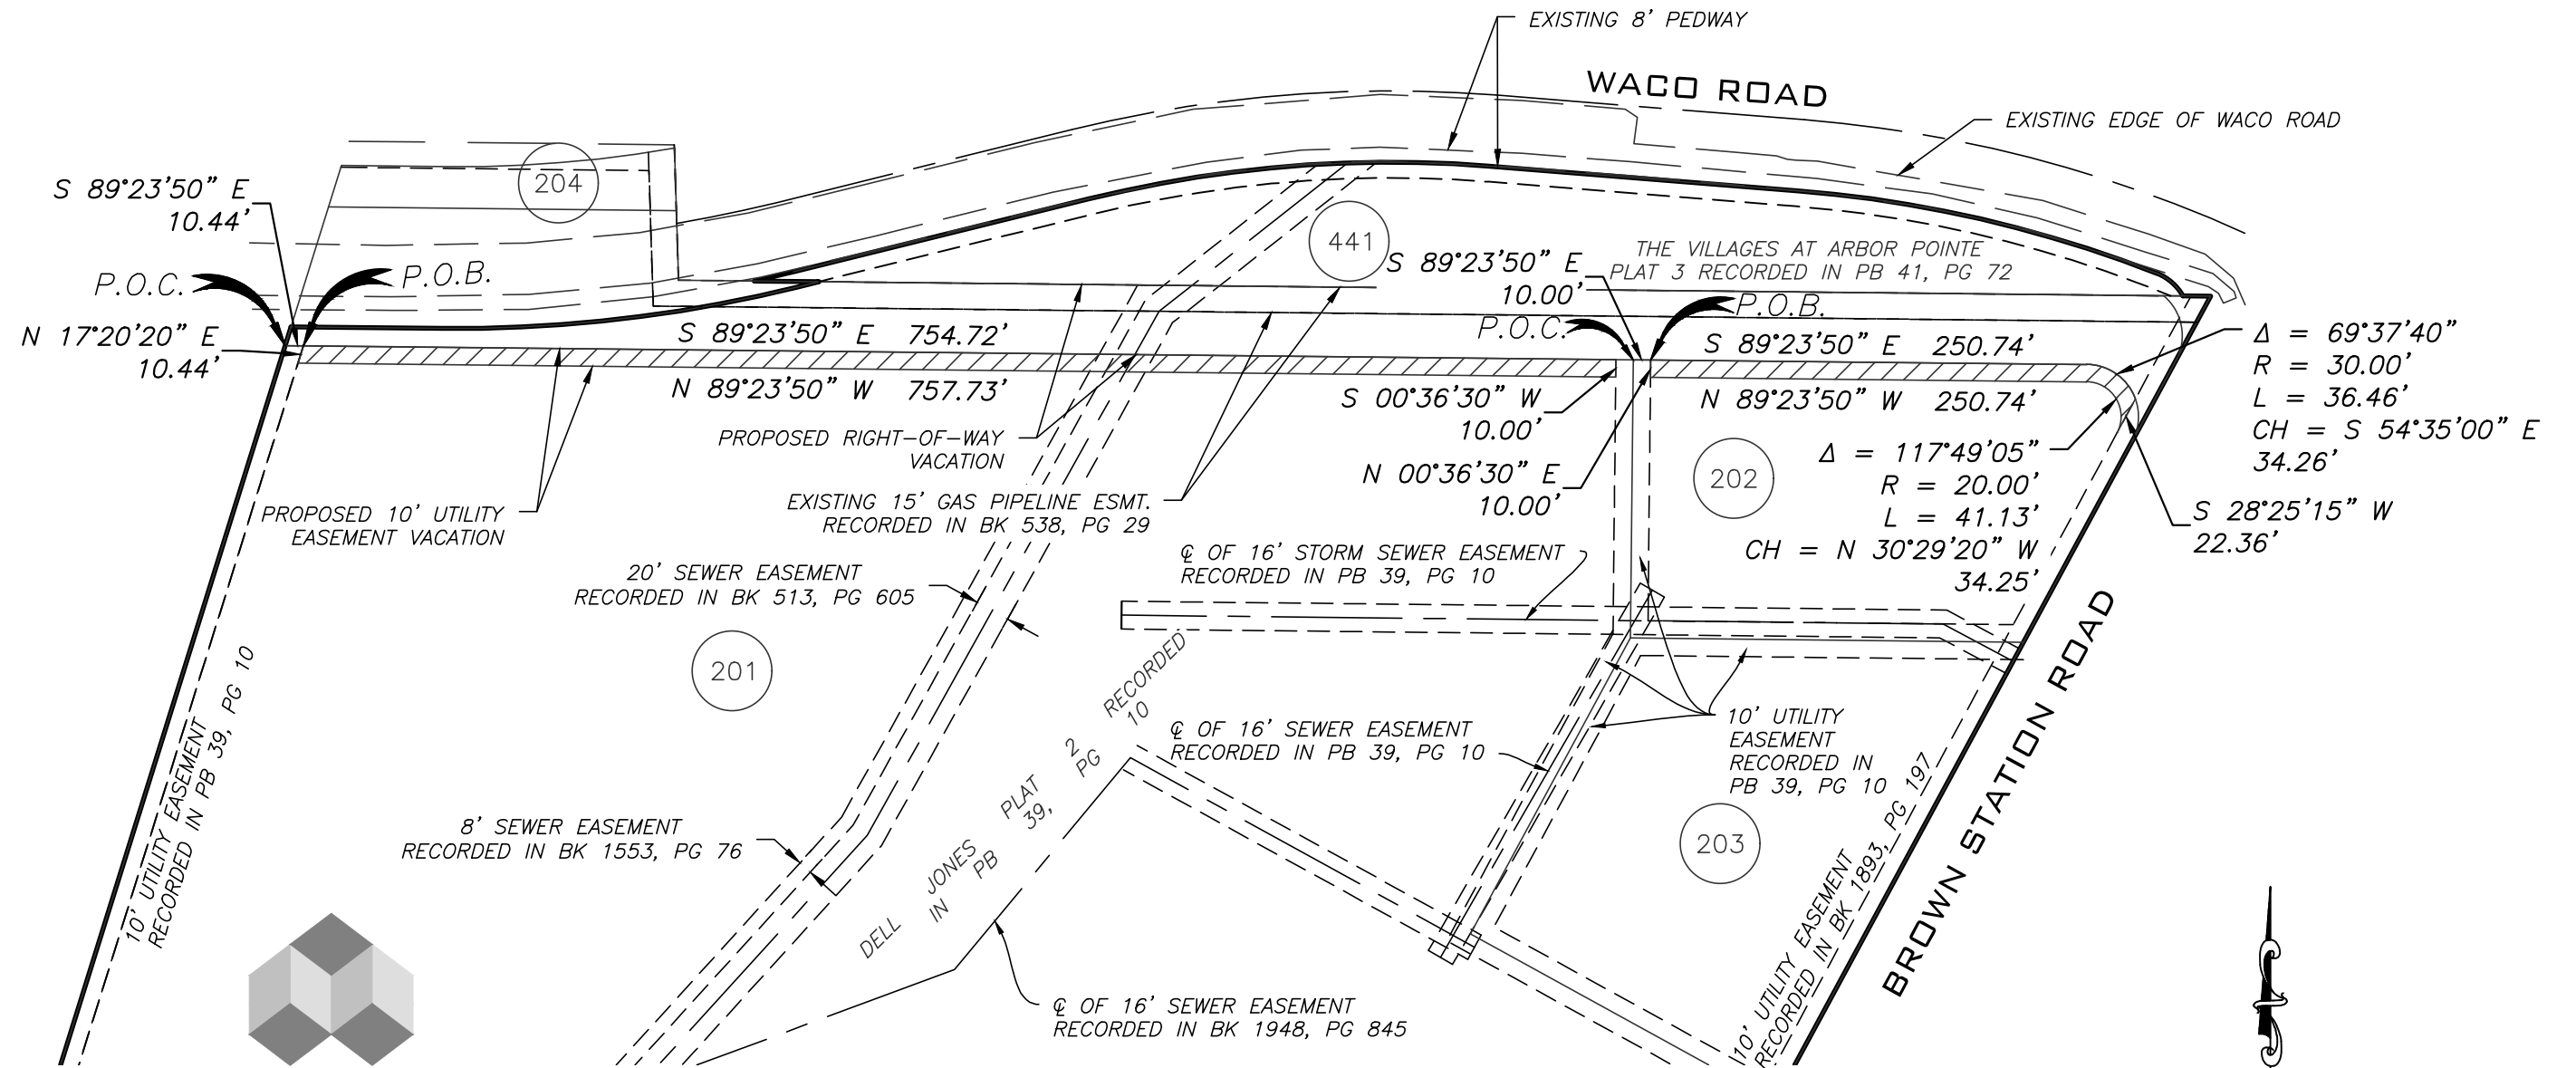 EXISTING 8' PEDWAY
WACO ROAD
EXISTING EDGE OF WACO ROAD
204
S 89°23'50" E
10.44'
P.O.C.
P.O.B.
N 17°20'20" E
10.44'
441
S 89°23'50" E
10.00'
THE VILLAGES AT ARBOR POINTE
PLAT 3 RECORDED IN PB 41, PG 72
P.O.C.
P.O.B.
S 89°23'50" E 754.72'
N 89°23'50" W 757.73'
S 89°23'50" E 250.74'
N 89°23'50" W 250.74'
Δ = 69°37'40"
R = 30.00'
L = 36.46'
CH = S 54°35'00" E
34.26'
S 00°36'30" W
10.00'
N 00°36'30" E
10.00'
PROPOSED RIGHT-OF-WAY
VACATION
202
Δ = 117°49'05"
R = 20.00'
L = 41.13'
CH = N 30°29'20" W
34.25'
S 28°25'15" W
22.36'
PROPOSED 10' UTILITY
EASEMENT VACATION
EXISTING 15' GAS PIPELINE ESMT.
RECORDED IN BK 538, PG 29
℄ OF 16' STORM SEWER EASEMENT
RECORDED IN PB 39, PG 10
20' SEWER EASEMENT
RECORDED IN BK 513, PG 605
201
10' UTILITY EASEMENT
RECORDED IN PB 39, PG 10
DELL JONES PLAT 2 RECORDED
IN PB 39, PG 10
℄ OF 16' SEWER EASEMENT
RECORDED IN PB 39, PG 10
10' UTILITY
EASEMENT
RECORDED IN
PB 39, PG 10
8' SEWER EASEMENT
RECORDED IN BK 1553, PG 76
203
BROWN STATION ROAD
10' UTILITY EASEMENT
RECORDED IN BK 1893, PG 197
℄ OF 16' SEWER EASEMENT
RECORDED IN BK 1948, PG 845